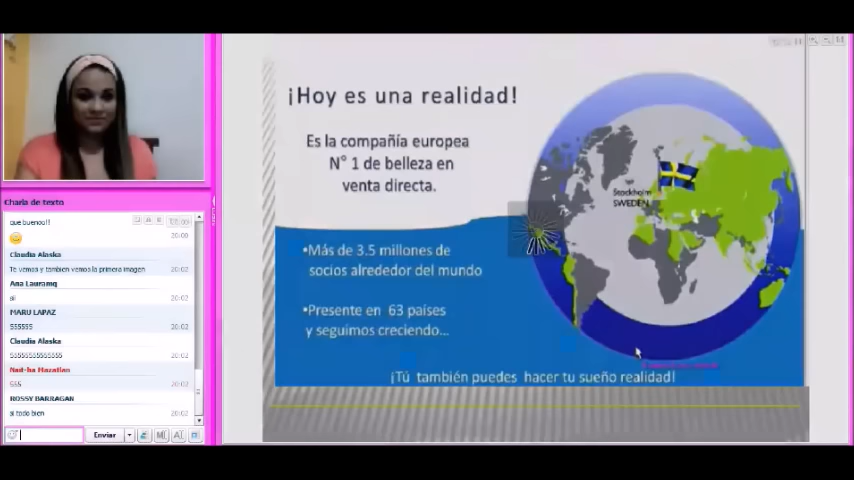 ¡Hoy es una realidad!
Es la compañía europea
N° 1 de belleza en
venta directa.
Stockholm
SWEDEN
•Más de 3.5 millones de
socios alrededor del mundo
•Presente en 63 países
y seguimos creciendo...
¡Tú también puedes hacer tu sueño realidad!
Charla de texto
que buenos!!!
20:00
Claudia Alaska
Te vemos y tambien vemos la primera imagen
20:02
Ana Lauramq
si
20:02
MARU LAPAZ
555555
20:02
Claudia Alaska
55555555555555
20:02
555
20:02
ROSSY BARRAGAN
si todo bien
20:02
Enviar